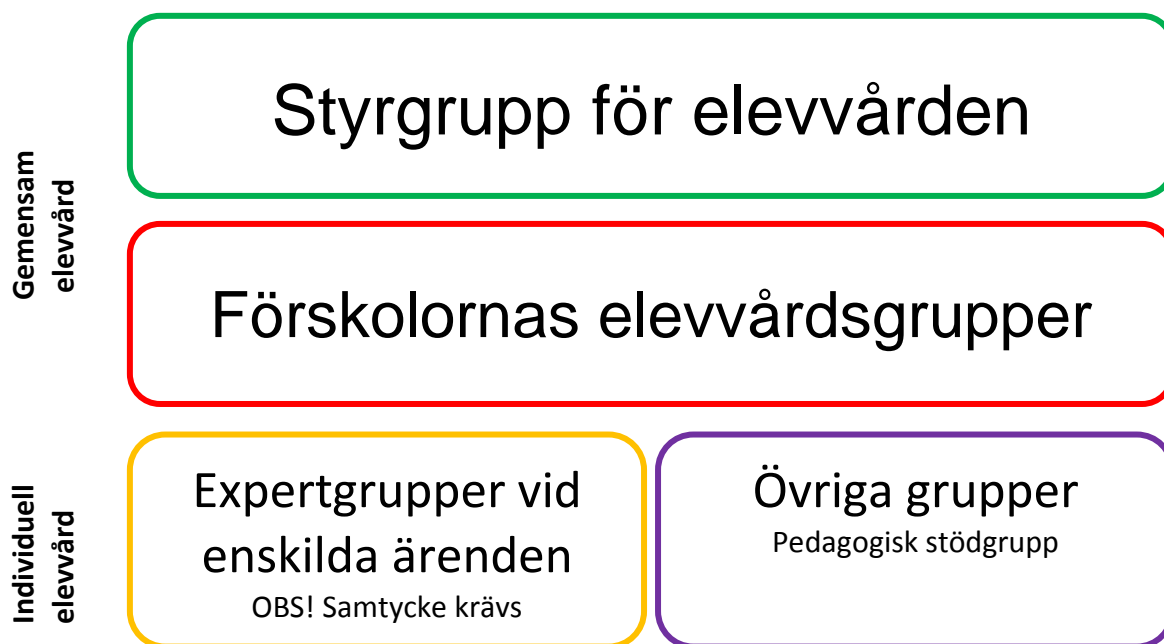 Gemensam
elevvård
Styrgrupp för elevvården
Förskolornas elevvårdsgrupper
Individuell
elevvård
Expertgrupper vid
enskilda ärenden
OBS! Samtycke krävs
Övriga grupper
Pedagogisk stödgrupp